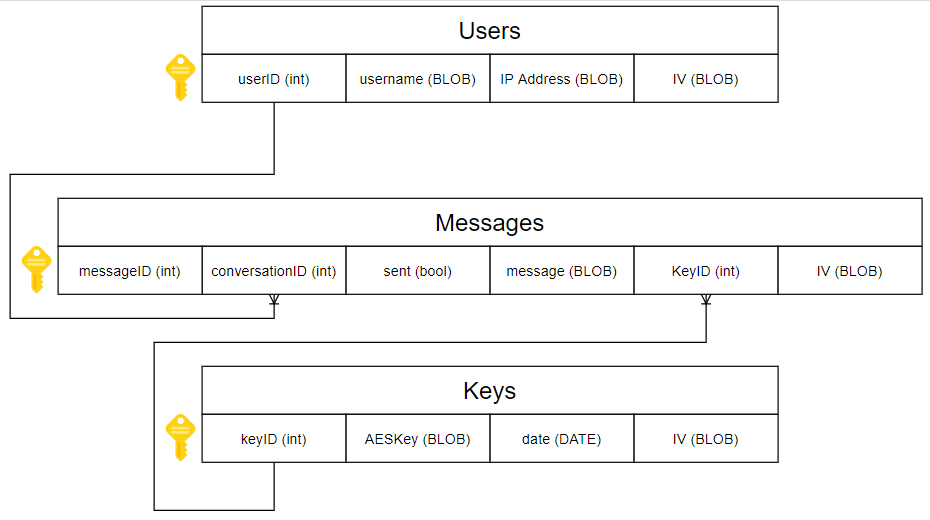 Users
userID (int) username (BLOB) IP Address (BLOB) IV (BLOB)
Messages
messageID (int) conversationID (int) sent (bool) message (BLOB) KeyID (int) IV (BLOB)
Keys
keyID (int) AESKey (BLOB) date (DATE) IV (BLOB)